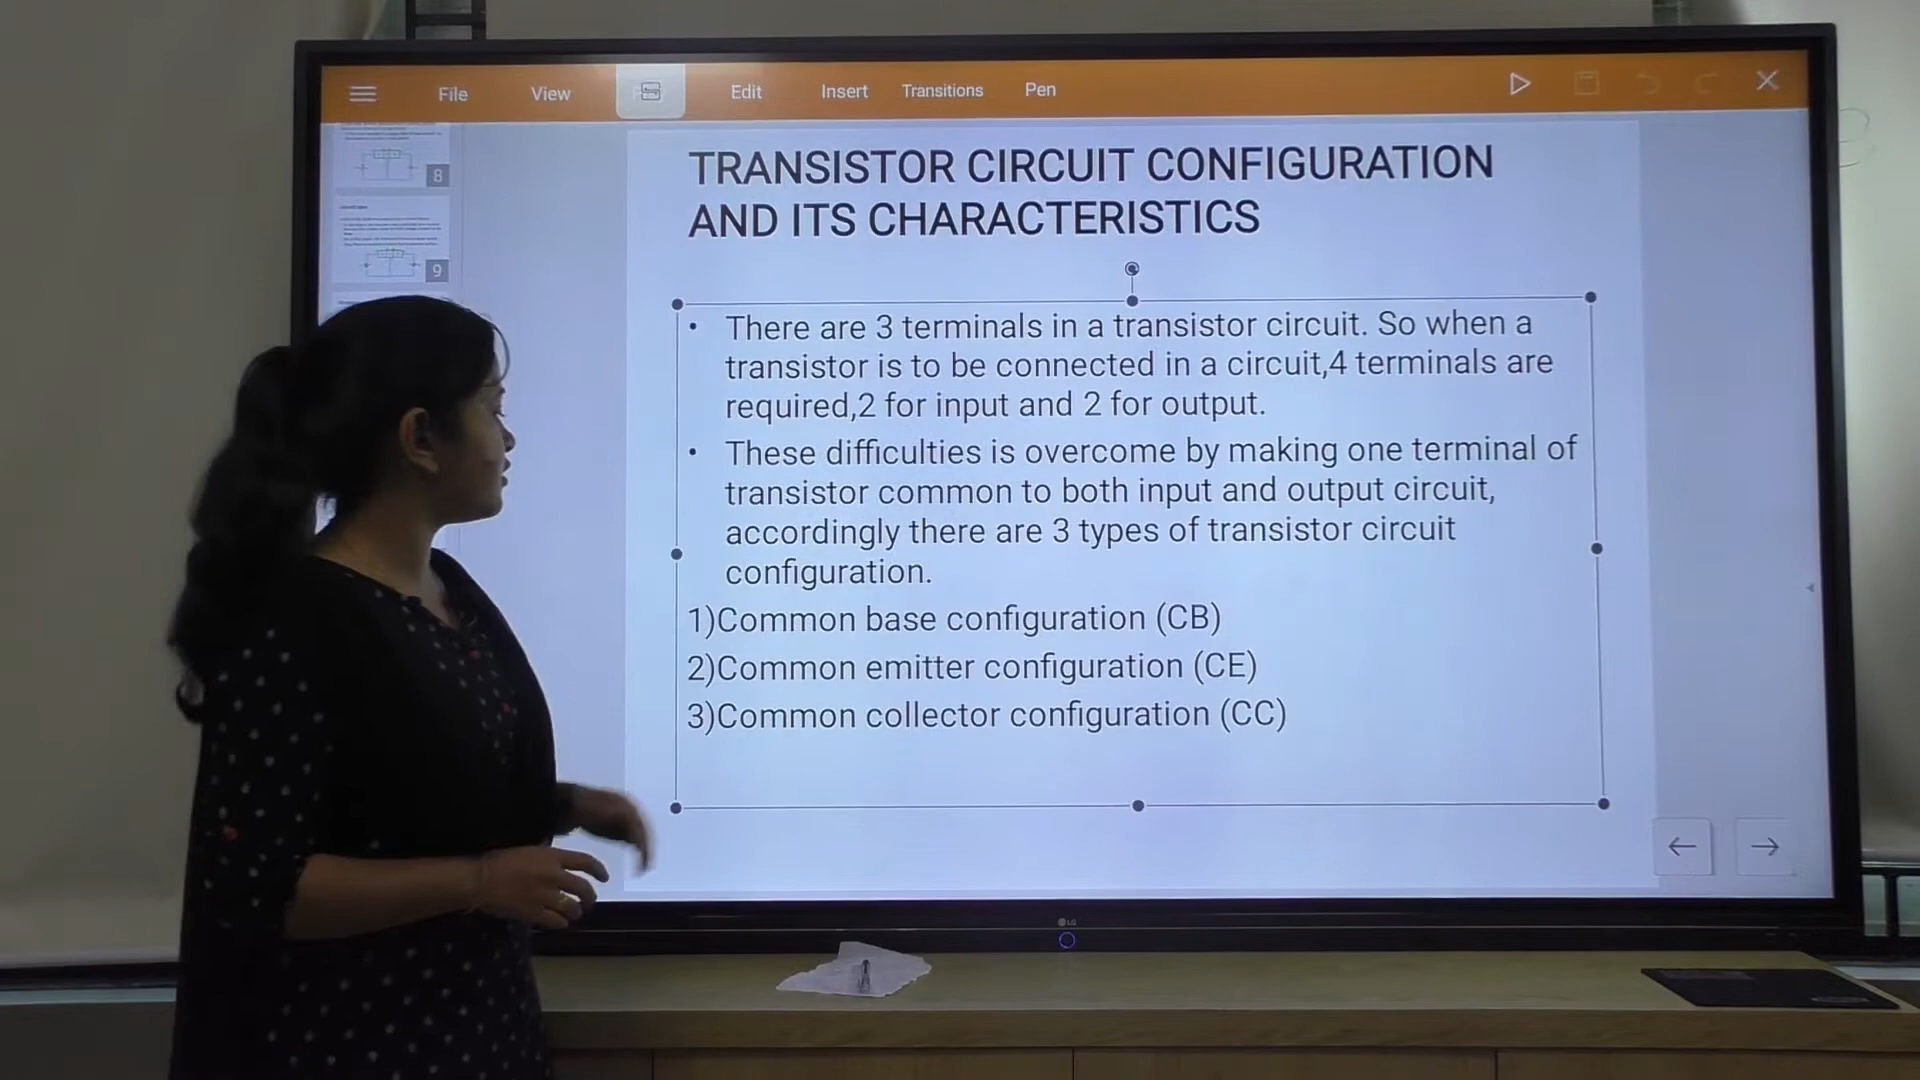 File View Edit Insert Transitions Pen
8
9
TRANSISTOR CIRCUIT CONFIGURATION
AND ITS CHARACTERISTICS
• There are 3 terminals in a transistor circuit. So when a
transistor is to be connected in a circuit,4 terminals are
required,2 for input and 2 for output.
• These difficulties is overcome by making one terminal of
transistor common to both input and output circuit,
accordingly there are 3 types of transistor circuit
configuration.
1)Common base configuration (CB)
2)Common emitter configuration (CE)
3)Common collector configuration (CC)
LG